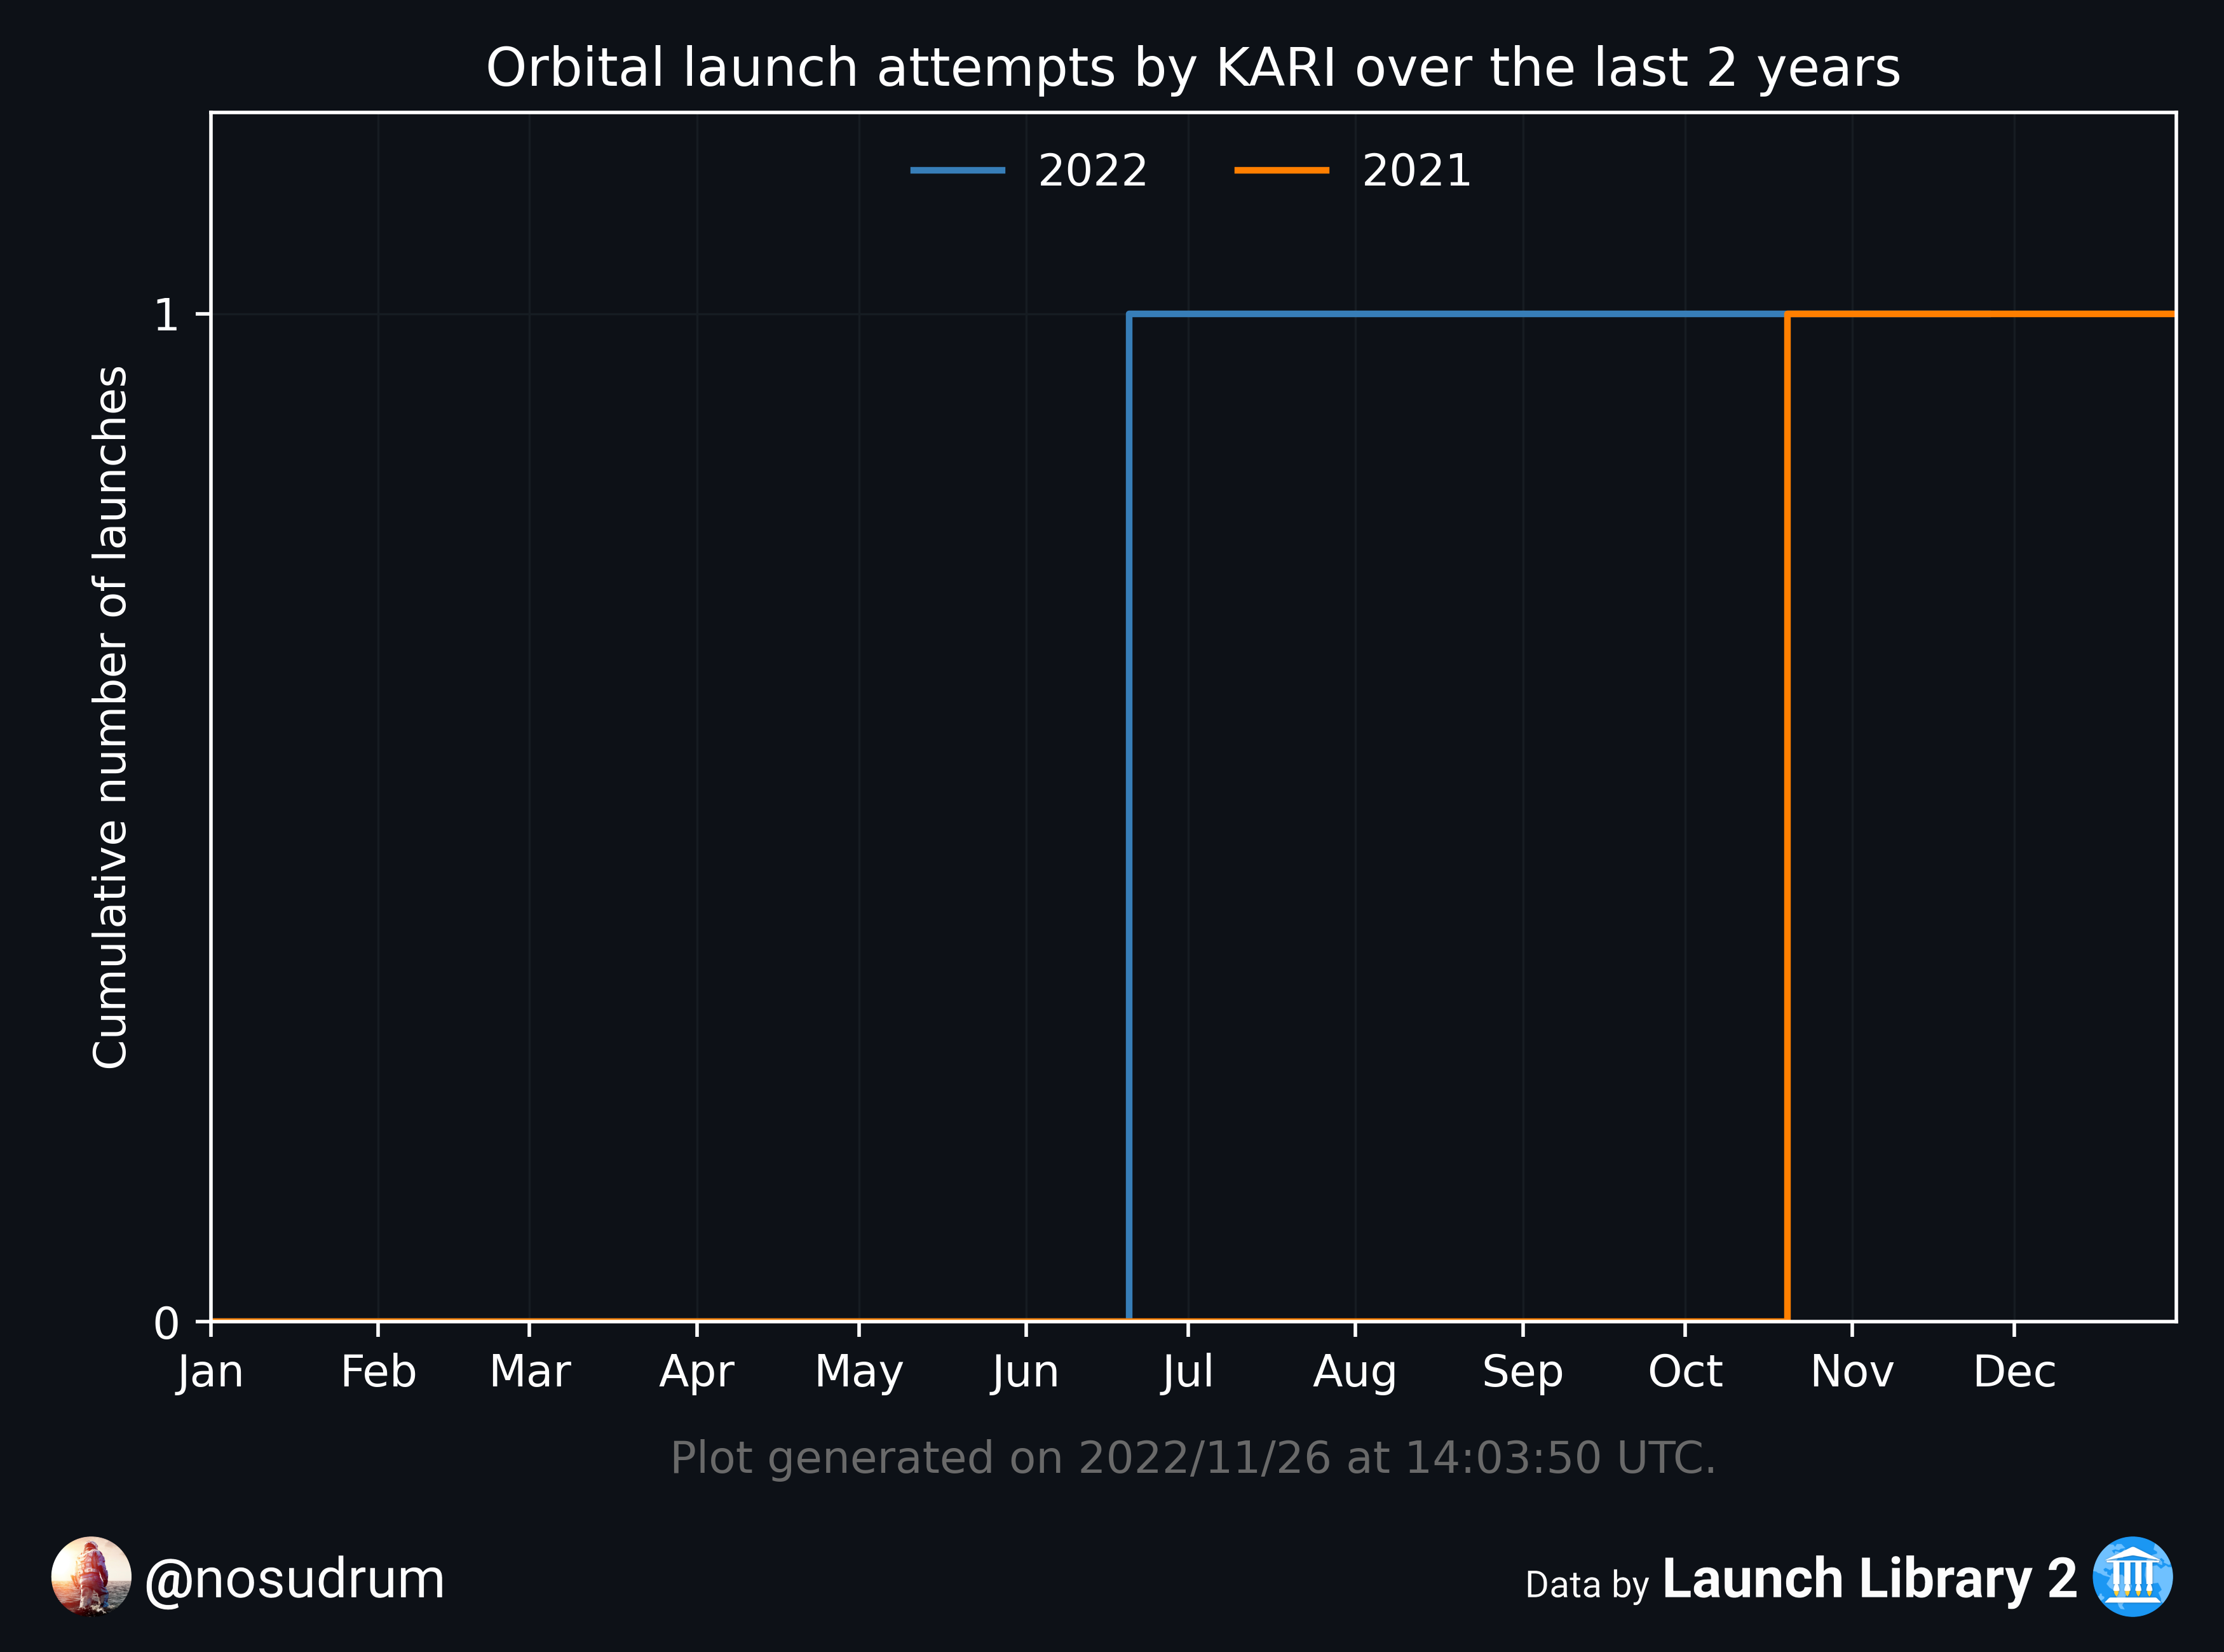 Orbital launch attempts by KARI over the last 2 years
2022 2021
1
Cumulative number of launches
0
Jan Feb Mar Apr May Jun Jul Aug Sep Oct Nov Dec
Plot generated on 2022/11/26 at 14:03:50 UTC.
@nosudrum
Data by Launch Library 2